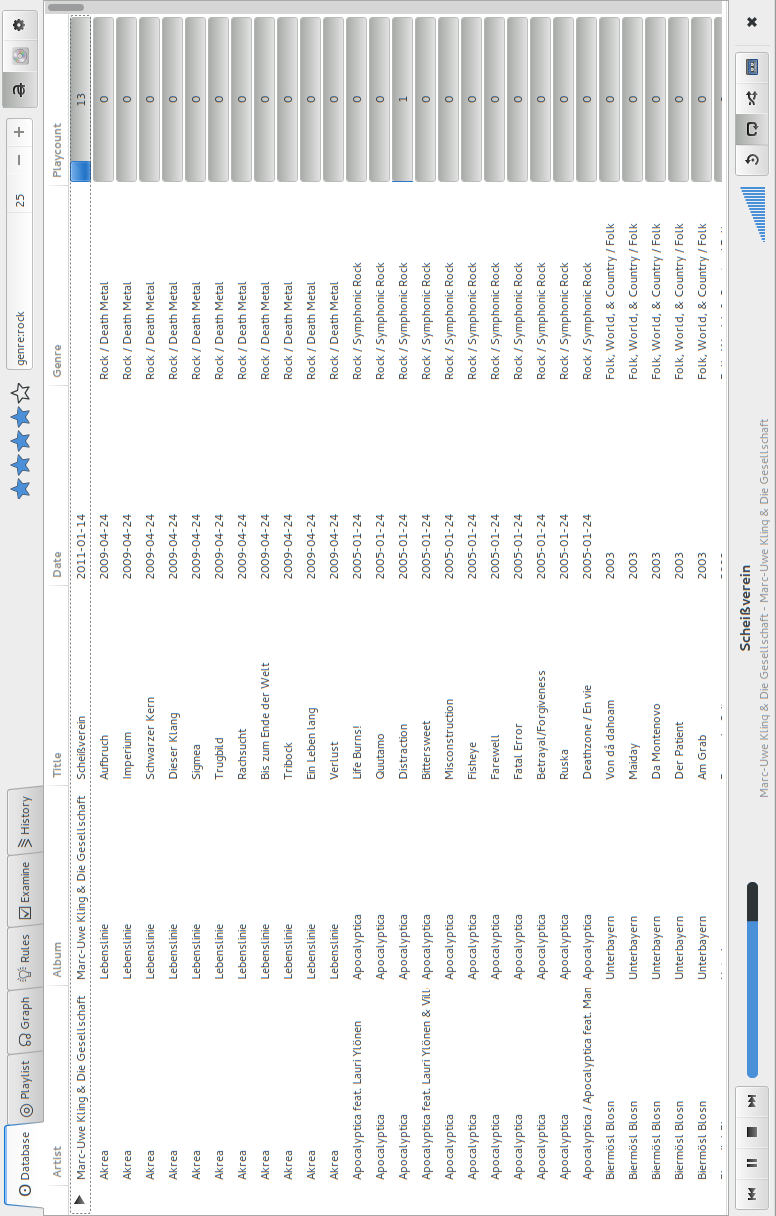 Database Playlist Graph Rules Examine History genre:rock 25
Artist Album Title Date Genre Playcount
Marc-Uwe Kling & Die Gesellschaft Marc-Uwe Kling & Die Gesellschaft Scheißverein 2011-01-14 13
Akrea Lebenslinie Aufbruch 2009-04-24 Rock / Death Metal 0
Akrea Lebenslinie Imperium 2009-04-24 Rock / Death Metal 0
Akrea Lebenslinie Schwarzer Kern 2009-04-24 Rock / Death Metal 0
Akrea Lebenslinie Dieser Klang 2009-04-24 Rock / Death Metal 0
Akrea Lebenslinie Sigmea 2009-04-24 Rock / Death Metal 0
Akrea Lebenslinie Trugbild 2009-04-24 Rock / Death Metal 0
Akrea Lebenslinie Rachsucht 2009-04-24 Rock / Death Metal 0
Akrea Lebenslinie Bis zum Ende der Welt 2009-04-24 Rock / Death Metal 0
Akrea Lebenslinie Tribock 2009-04-24 Rock / Death Metal 0
Akrea Lebenslinie Ein Leben lang 2009-04-24 Rock / Death Metal 0
Akrea Lebenslinie Verlust 2009-04-24 Rock / Death Metal 0
Apocalyptica feat. Lauri Ylönen Apocalyptica Life Burns! 2005-01-24 Rock / Symphonic Rock 0
Apocalyptica Apocalyptica Quutamo 2005-01-24 Rock / Symphonic Rock 0
Apocalyptica Apocalyptica Distraction 2005-01-24 Rock / Symphonic Rock 1
Apocalyptica feat. Lauri Ylönen & Vill Apocalyptica Bittersweet 2005-01-24 Rock / Symphonic Rock 0
Apocalyptica Apocalyptica Misconstruction 2005-01-24 Rock / Symphonic Rock 0
Apocalyptica Apocalyptica Fisheye 2005-01-24 Rock / Symphonic Rock 0
Apocalyptica Apocalyptica Farewell 2005-01-24 Rock / Symphonic Rock 0
Apocalyptica Apocalyptica Fatal Error 2005-01-24 Rock / Symphonic Rock 0
Apocalyptica Apocalyptica Betrayal/Forgiveness 2005-01-24 Rock / Symphonic Rock 0
Apocalyptica Apocalyptica Ruska 2005-01-24 Rock / Symphonic Rock 0
Apocalyptica / Apocalyptica feat. Man Apocalyptica Deathzone / En vie 2005-01-24 Rock / Symphonic Rock 0
Biermösl Blosn Unterbayern Von dá dahoam 2003 Folk, World, & Country / Folk 0
Biermösl Blosn Unterbayern Maiday 2003 Folk, World, & Country / Folk 0
Biermösl Blosn Unterbayern Da Montenovo 2003 Folk, World, & Country / Folk 0
Biermösl Blosn Unterbayern Der Patient 2003 Folk, World, & Country / Folk 0
Biermösl Blosn Unterbayern Am Grab 2003 Folk, World, & Country / Folk 0
Scheißverein
Marc-Uwe Kling & Die Gesellschaft - Marc-Uwe Kling & Die Gesellschaft